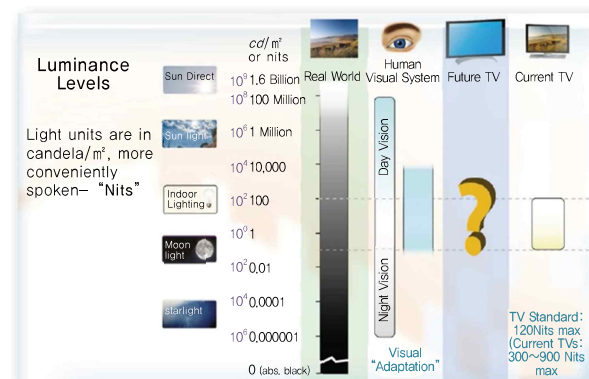 Luminance
Levels
Light units are in
candela/㎡, more
conveniently
spoken– “Nits”
cd/㎡
or nits
Sun Direct
10⁹ 1.6 Billion
10⁸ 100 Million
Sun light
10⁶ 1 Million
10⁴ 10,000
Indoor
Lighting
10² 100
10⁰ 1
Moon
light
10² 0.01
starlight
10⁴ 0.0001
10⁶ 0.000001
0 (abs, black)
Real World
Human
Visual System
Day Vision
Night Vision
Visual
“Adaptation”
Future TV
?
Current TV
TV Standard:
120Nits max
(Current TVs:
300~900 Nits
max